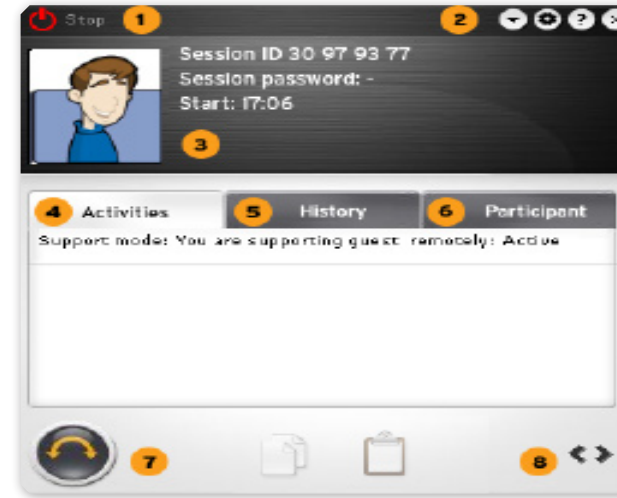 Stop 1 2 ?
Session ID 30 97 93 77
Session password: -
Start: 17:06
3
4 Activities 5 History 6 Participant
Support mode: You are supporting guest remotely: Active
7 8